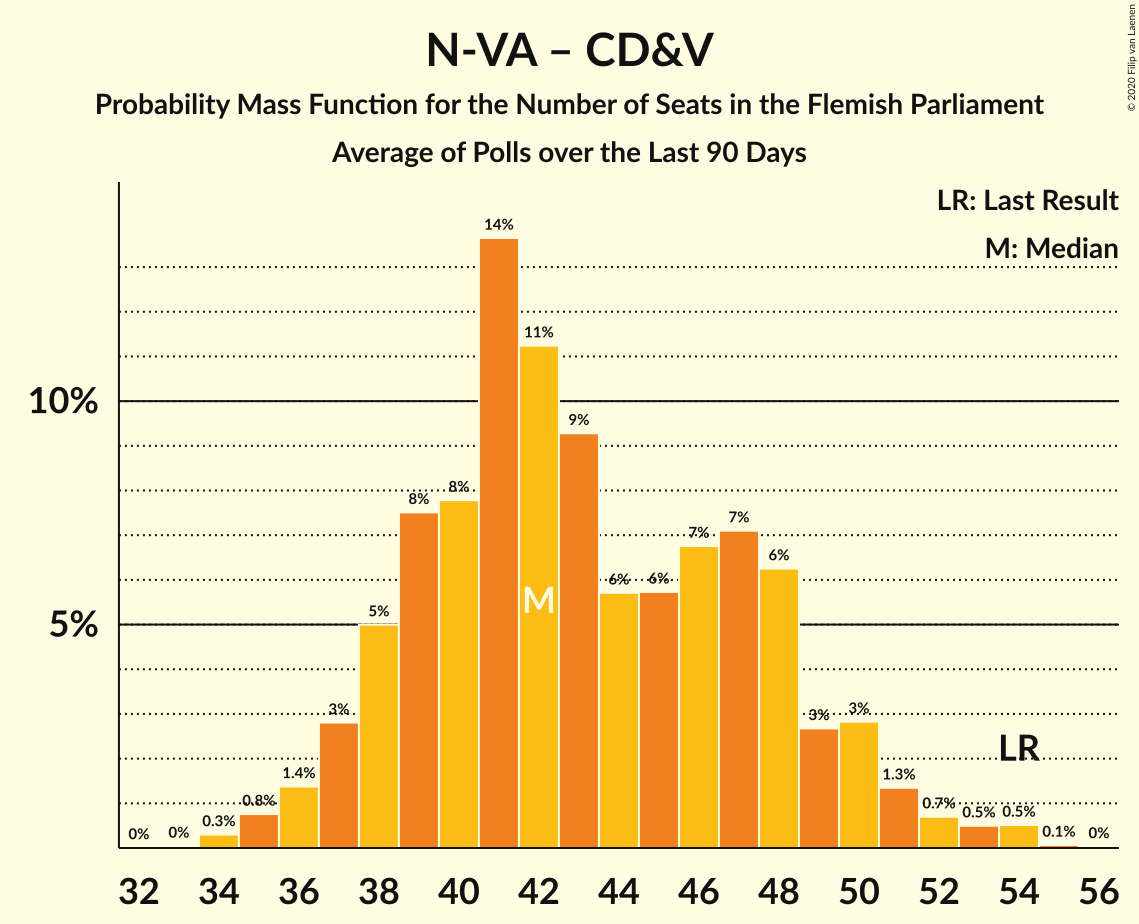 © 2020 Filip van Laenen
N-VA – CD&V
Probability Mass Function for the Number of Seats in the Flemish Parliament
Average of Polls over the Last 90 Days
LR: Last Result
M: Median
10%
5%
0% 0% 0.3% 0.8% 1.4% 3% 5% 8% 8% 14% 11% 9% 6% 6% 7% 7% 6% 3% 3% 1.3% 0.7% 0.5% 0.5% 0.1% 0%
M
LR
32 34 36 38 40 42 44 46 48 50 52 54 56